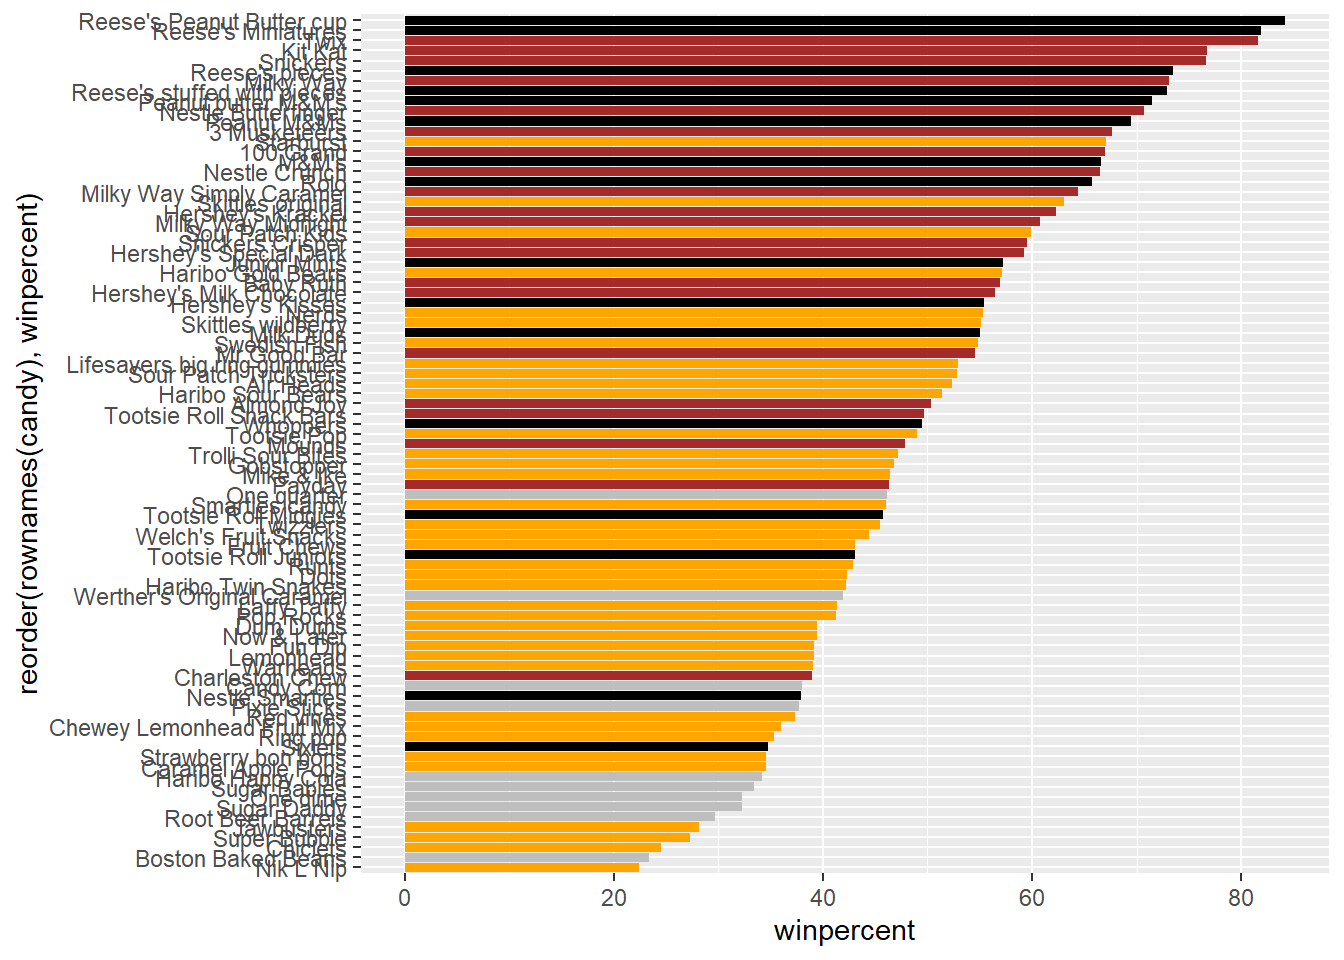 Reese's Peanut Butter cup
Reese's Miniatures
Twix
Kit Kat
Snickers
Reese's pieces
Milky Way
Reese's stuffed with pieces
Peanut butter M&M's
Nestle Butterfinger
Peanut M&Ms
3 Musketeers
Starburst
100 Grand
M&M's
Nestle Crunch
Rolo
Milky Way Simply Caramel
Skittles original
Hershey's Krackel
Milky Way Midnight
Sour Patch Kids
Snickers Crisper
Hershey's Special Dark
Junior Mints
Haribo Gold Bears
Baby Ruth
Hershey's Milk Chocolate
Hershey's Kisses
Nerds
Skittles wildberry
Milk Duds
Swedish Fish
Mr Good Bar
Lifesavers big ring gummies
Sour Patch Tricksters
Air Heads
Haribo Sour Bears
Almond Joy
Tootsie Roll Snack Bars
Whoppers
Tootsie Pop
Mounds
Trolli Sour Bites
Gobstopper
Mike & Ike
Payday
One quarter
Smarties candy
Tootsie Roll Midgies
Twizzlers
Welch's Fruit Snacks
Fruit Chews
Tootsie Roll Juniors
Runts
Dots
Haribo Twin Snakes
Werther's Original Caramel
Laffy Taffy
Pop Rocks
Dum Dums
Now & Later
Fun Dip
Lemonhead
Warheads
Charleston Chew
Candy Corn
Nestle Smarties
Pixie Sticks
Red vines
Chewey Lemonhead Fruit Mix
Ring pop
Sixlets
Strawberry bon bons
Caramel Apple Pops
Haribo Happy Cola
Sugar Babies
One dime
Sugar Daddy
Root Beer Barrels
Jawbusters
Super Bubble
Chiclets
Boston Baked Beans
Nik L Nip
reorder(rownames(candy), winpercent)
0 20 40 60 80
winpercent